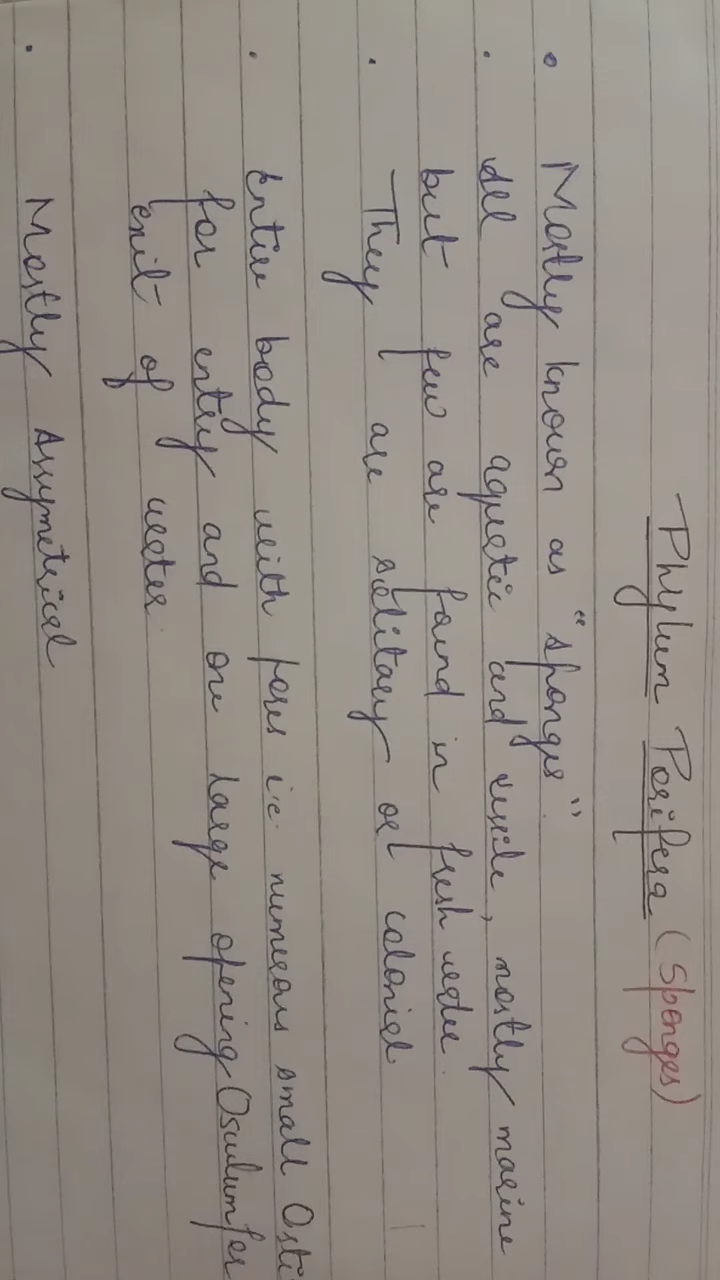 Phylum Porifera (Sponges)
• Mostly known as "sponges".
• All are aquatic and sessile, mostly marine
but few are found in fresh water.
• They are solitary or colonial
• Entire body with pores i.e. numerous small Osti
for entry and one large opening Osculum for
exit of water.
• Mostly Assymetrical